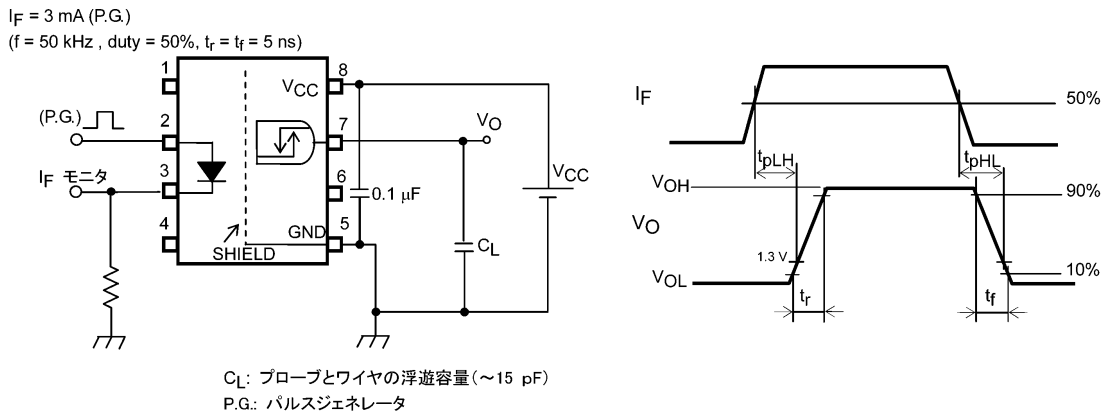 IF = 3 mA (P.G.)
(f = 50 kHz , duty = 50%, tr = tf = 5 ns)
1
8
VCC
(P.G.)
2
7
VO
IF モニタ
3
6
0.1 μF
VCC
4
5
GND
SHIELD
CL
CL: プローブとワイヤの浮遊容量(～15 pF)
P.G.: パルスジェネレータ
IF
50%
tpLH
tpHL
VOH
90%
VO
1.3 V
10%
VOL
tr
tf